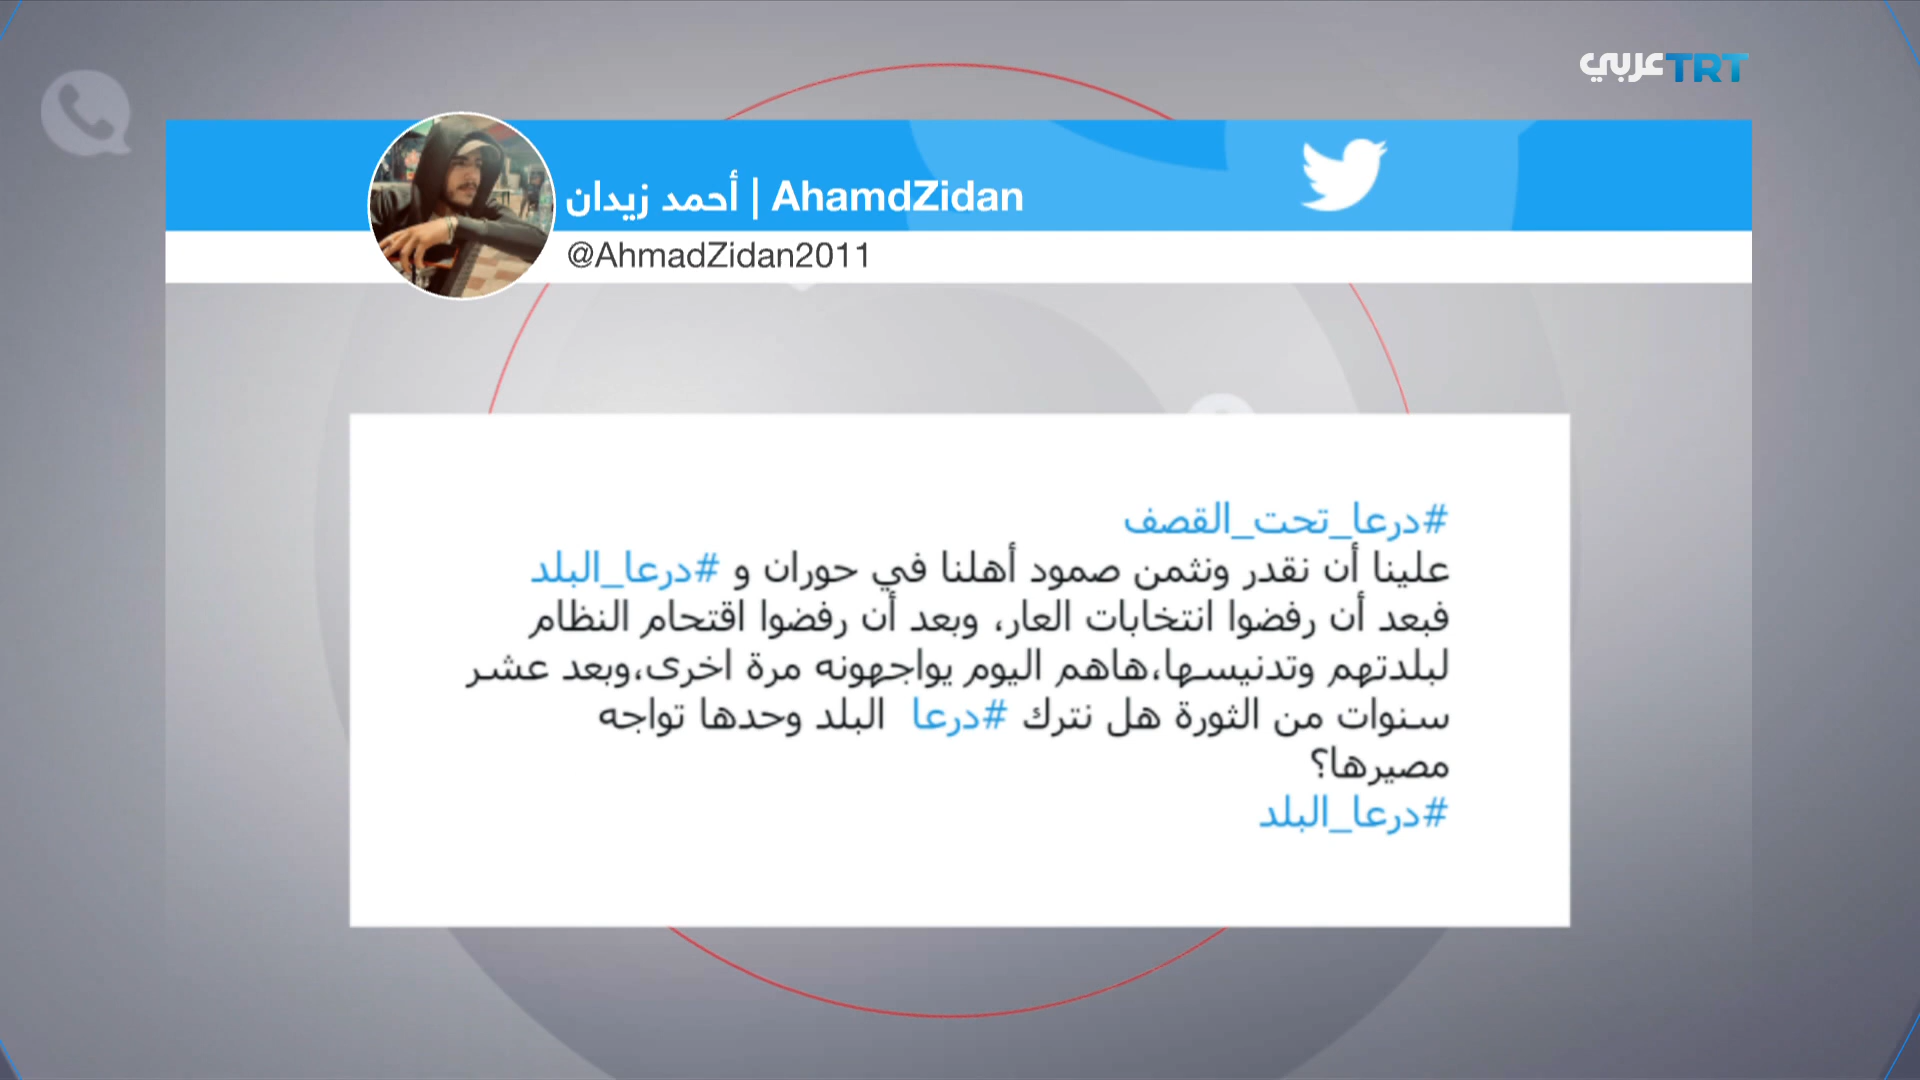 TRT عربي
أحمد زيدان | AhamdZidan
@AhmadZidan2011
#درعا_تحت_القصف
علينا أن نقدر ونثمن صمود أهلنا في حوران و #درعا_البلد
فبعد أن رفضوا انتخابات العار، وبعد أن رفضوا اقتحام النظام
لبلدتهم وتدنيسها،هاهم اليوم يواجهونه مرة اخرى،وبعد عشر
سنوات من الثورة هل نترك #درعا البلد وحدها تواجه
مصيرها؟
#درعا_البلد